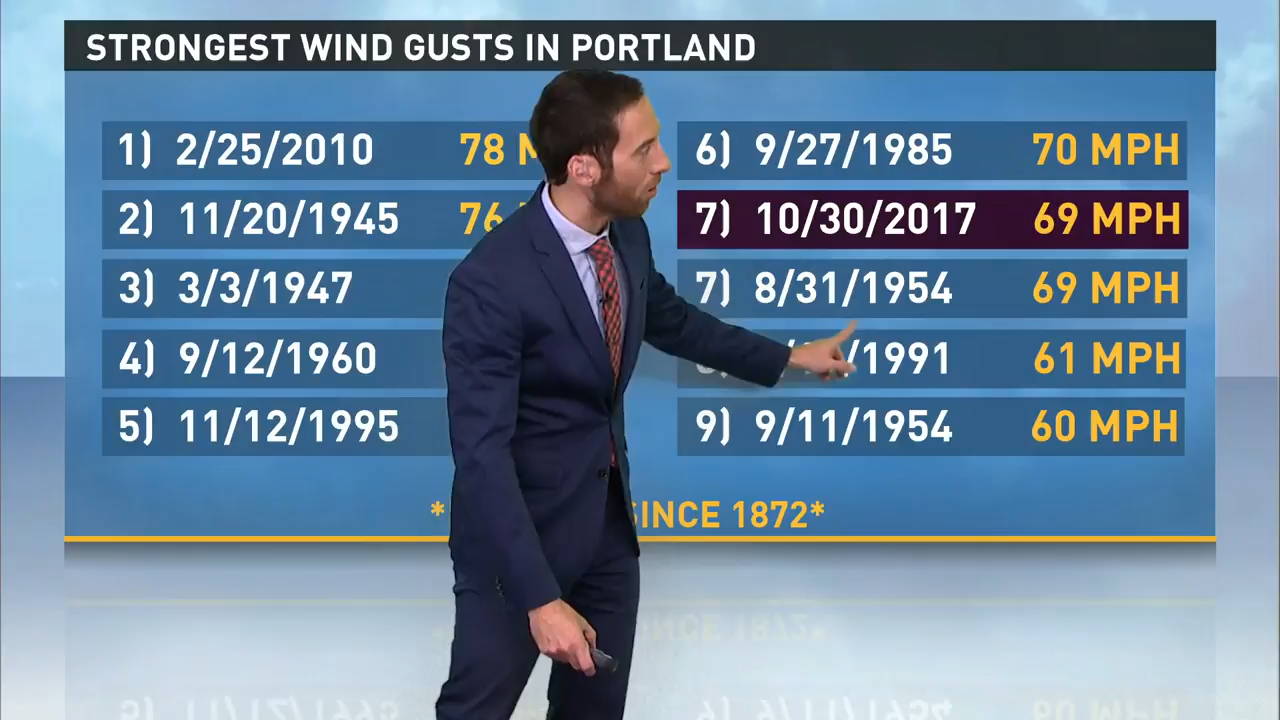 STRONGEST WIND GUSTS IN PORTLAND
1) 2/25/2010 78
2) 11/20/1945 76
3) 3/3/1947
4) 9/12/1960
5) 11/12/1995
6) 9/27/1985 70 MPH
7) 10/30/2017 69 MPH
7) 8/31/1954 69 MPH
/1991 61 MPH
9) 9/11/1954 60 MPH
* SINCE 1872*